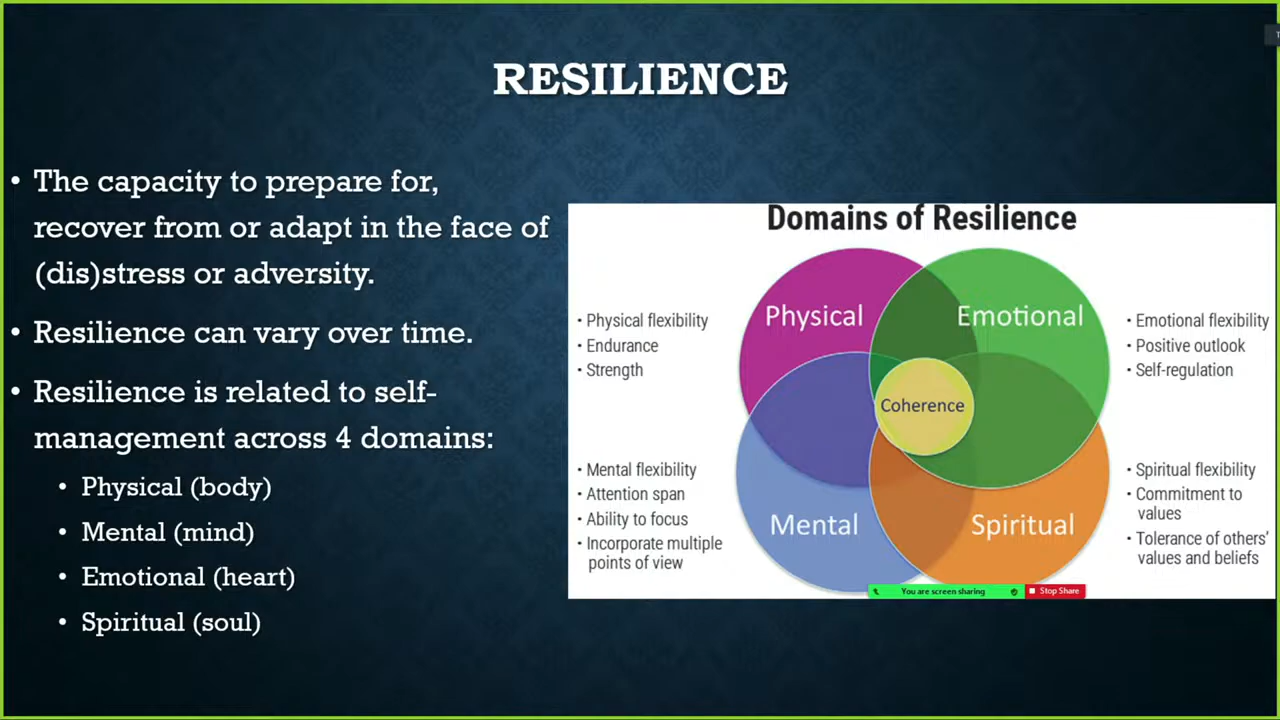 RESILIENCE
• The capacity to prepare for,
recover from or adapt in the face of
(dis)stress or adversity.
• Resilience can vary over time.
• Resilience is related to self-
management across 4 domains:
• Physical (body)
• Mental (mind)
• Emotional (heart)
• Spiritual (soul)
Domains of Resilience
Physical
Emotional
• Physical flexibility
• Endurance
• Strength
• Emotional flexibility
• Positive outlook
• Self-regulation
Coherence
• Mental flexibility
• Attention span
• Ability to focus
• Incorporate multiple
points of view
Mental
Spiritual
• Spiritual flexibility
• Commitment to
values
• Tolerance of others'
values and beliefs
You are screen sharing
Stop Share